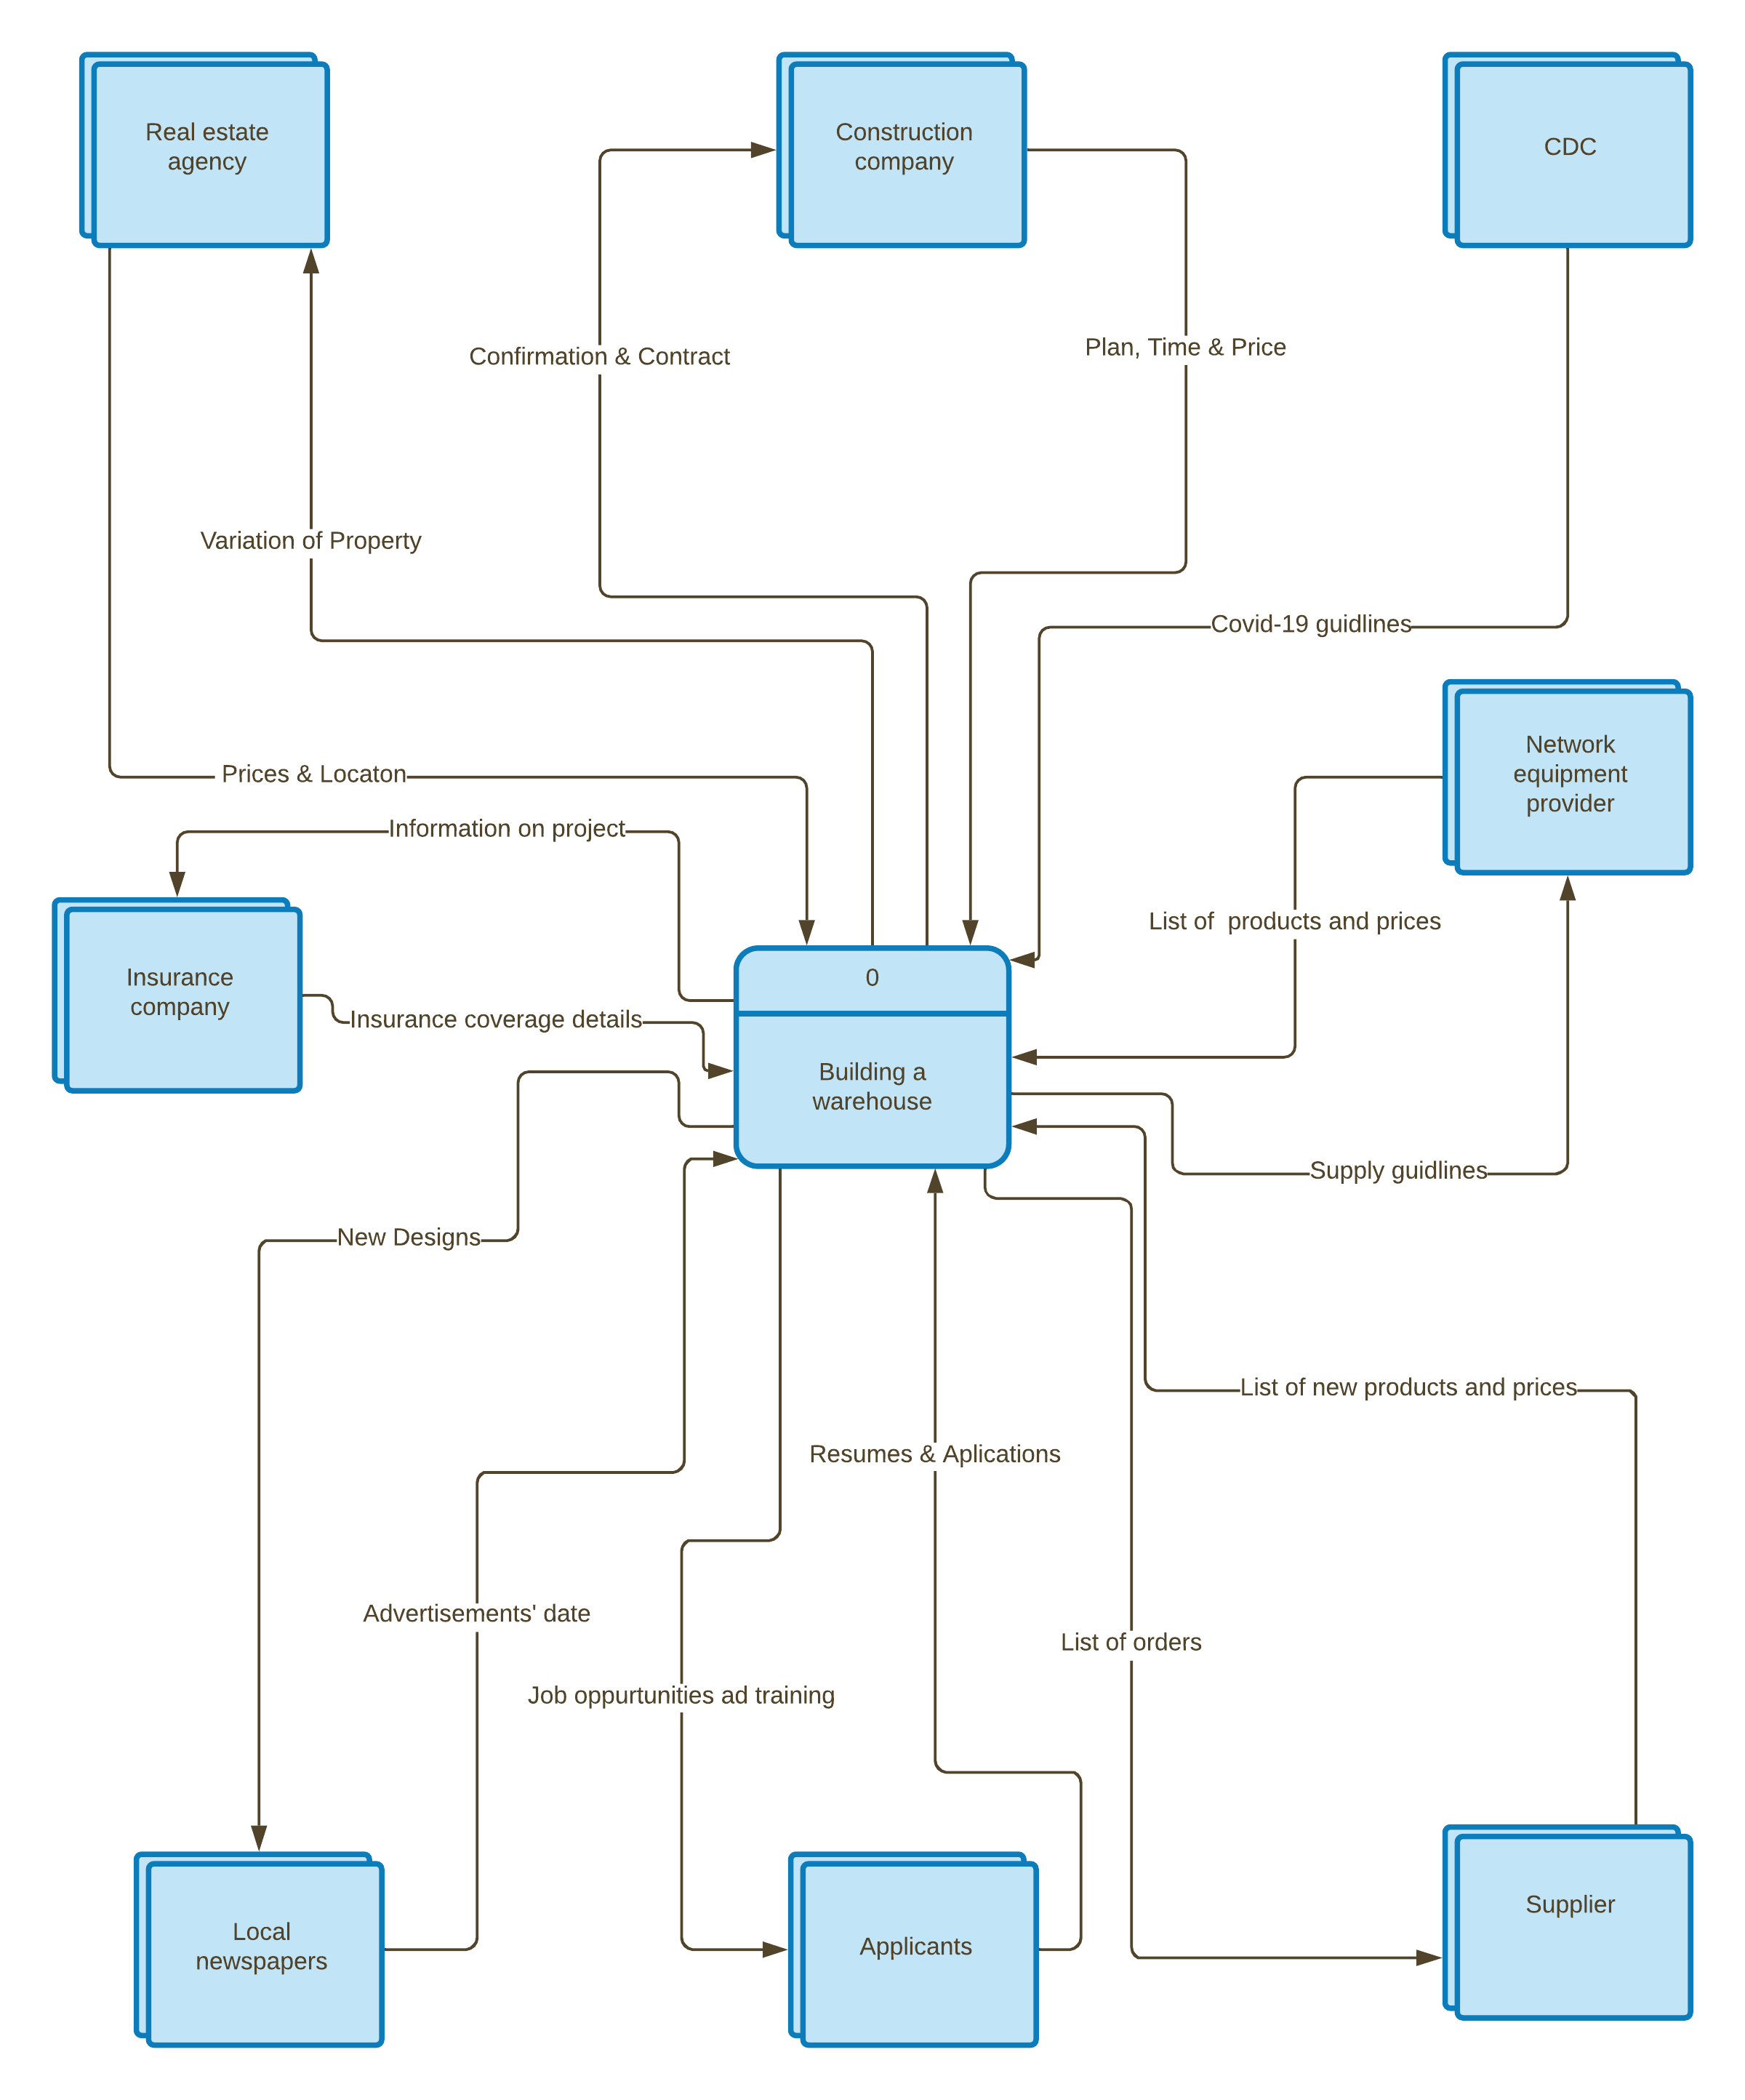 Real estate
agency
Construction
company
CDC
Confirmation & Contract
Plan, Time & Price
Variation of Property
Covid-19 guidlines
Prices & Locaton
Network
equipment
provider
Information on project
List of  products and prices
Insurance
company
0
Insurance coverage details
Building a
warehouse
Supply guidlines
New Designs
List of new products and prices
Resumes & Aplications
Advertisements' date
List of orders
Job oppurtunities ad training
Local
newspapers
Applicants
Supplier